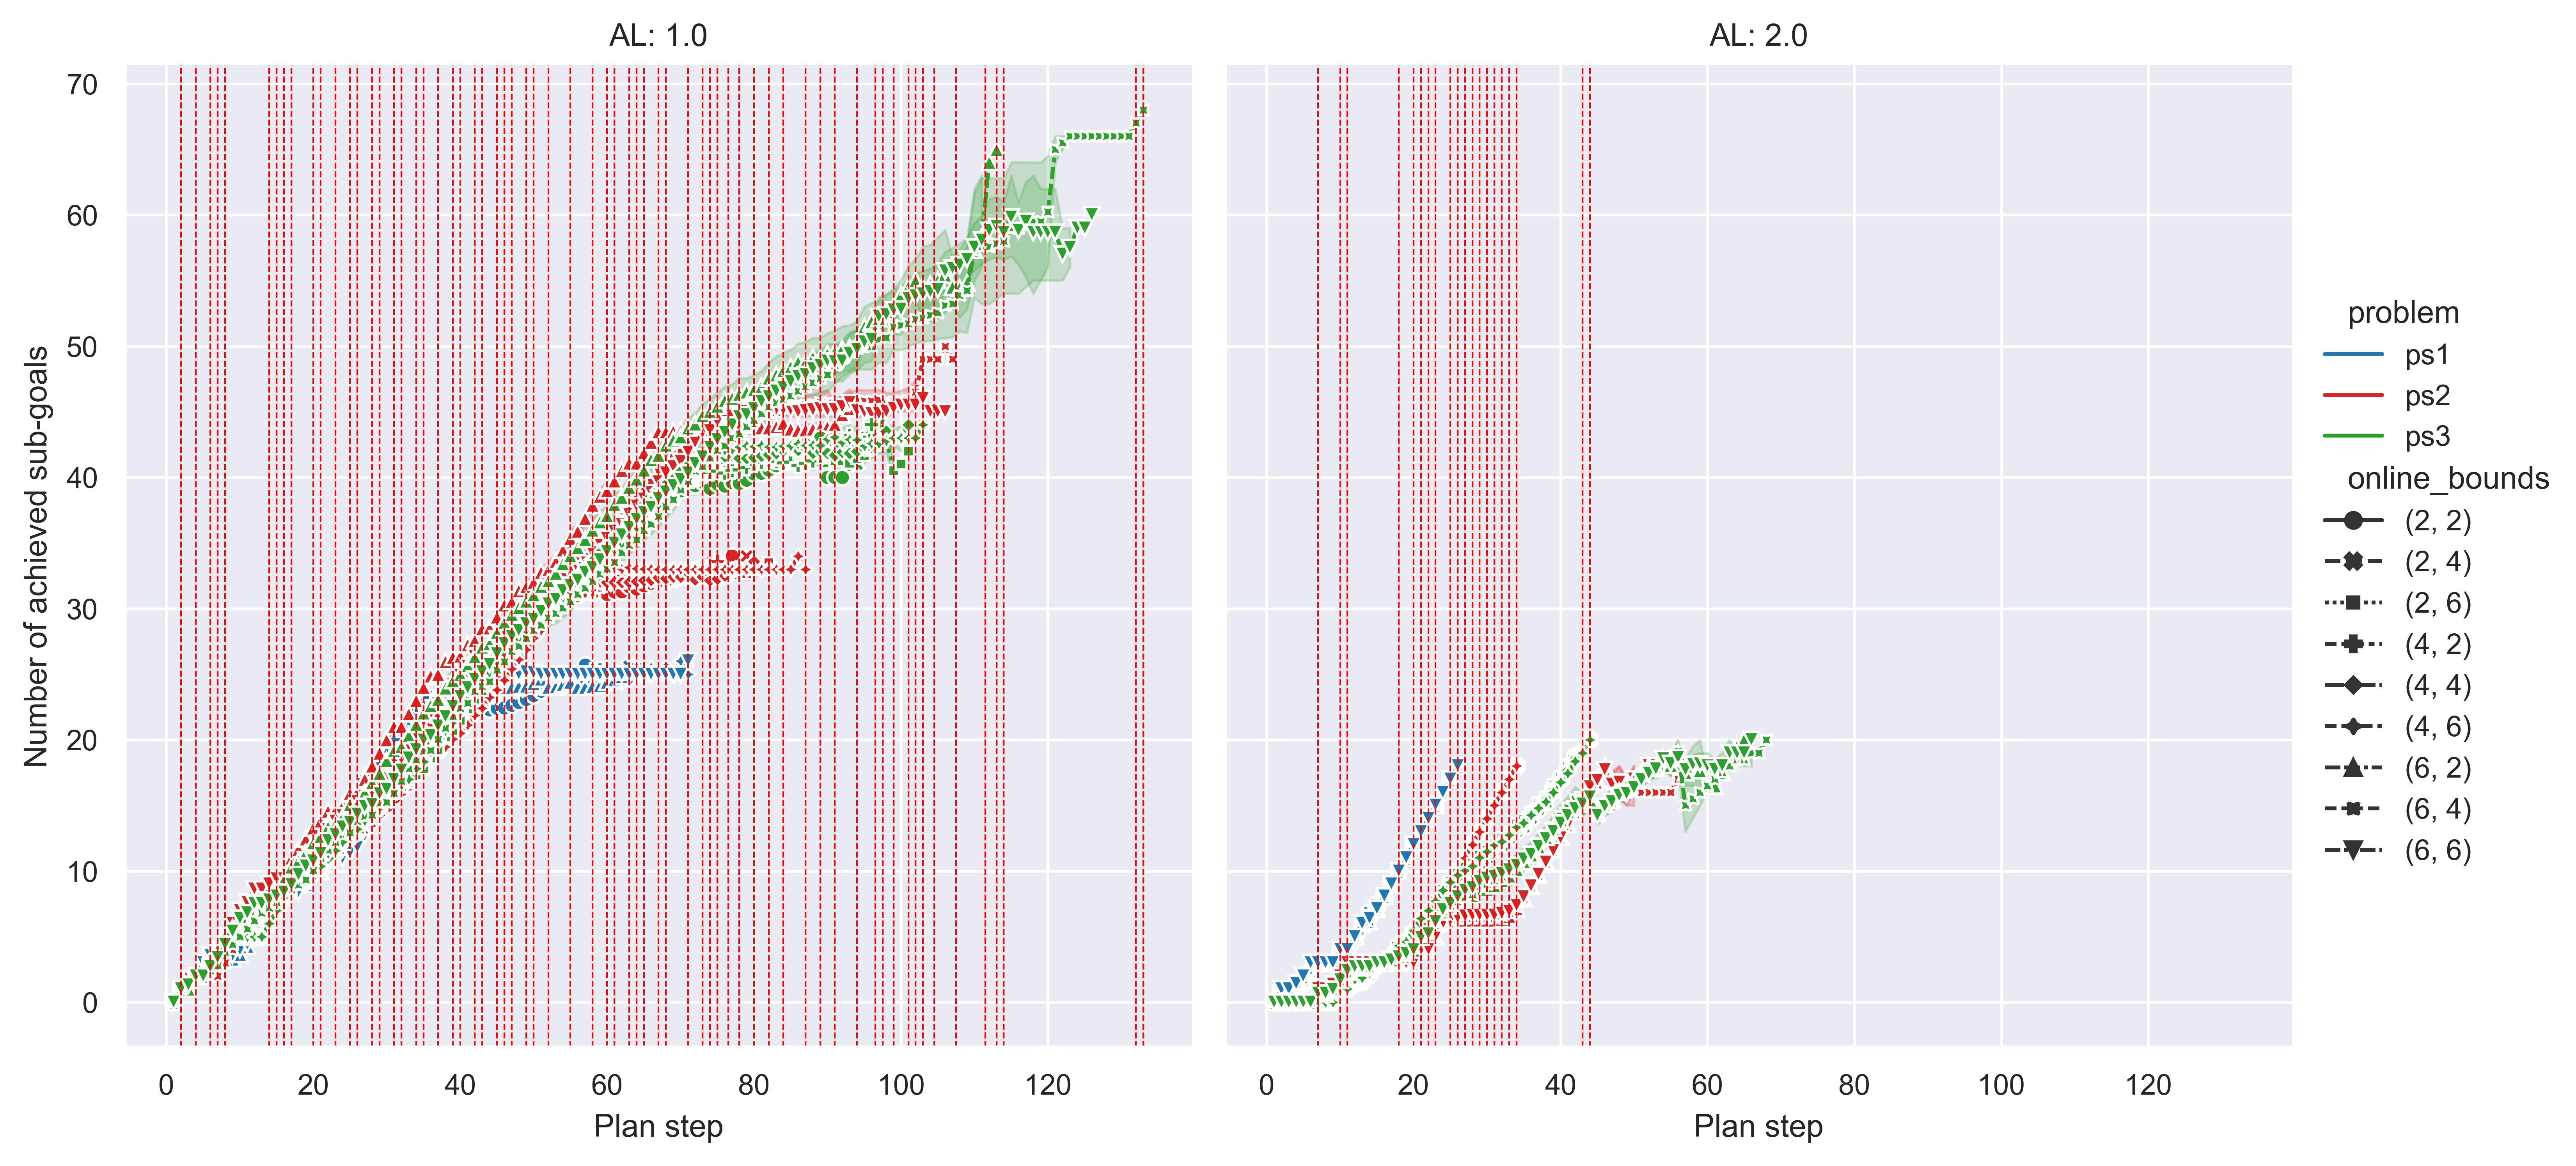 AL: 1.0
AL: 2.0
Number of achieved sub-goals
70
60
50
40
30
20
10
0
0 20 40 60 80 100 120
0 20 40 60 80 100 120
Plan step
Plan step
problem
ps1
ps2
ps3
online_bounds
(2, 2)
(2, 4)
(2, 6)
(4, 2)
(4, 4)
(4, 6)
(6, 2)
(6, 4)
(6, 6)